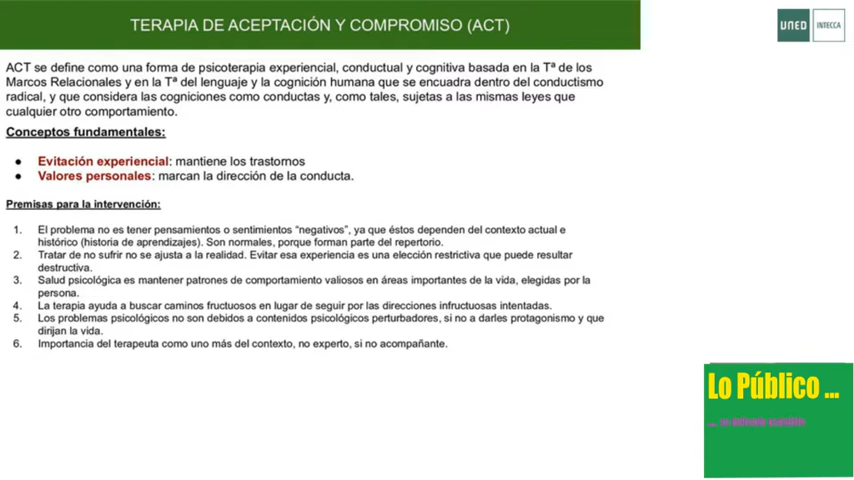 TERAPIA DE ACEPTACIÓN Y COMPROMISO (ACT)
UNED
INTECCA
ACT se define como una forma de psicoterapia experiencial, conductual y cognitiva basada en la Tª de los
Marcos Relacionales y en la Tª del lenguaje y la cognición humana que se encuadra dentro del conductismo
radical, y que considera las cogniciones como conductas y, como tales, sujetas a las mismas leyes que
cualquier otro comportamiento.
Conceptos fundamentales:
● Evitación experiencial: mantiene los trastornos
● Valores personales: marcan la dirección de la conducta.
Premisas para la intervención:
1. El problema no es tener pensamientos o sentimientos “negativos”, ya que éstos dependen del contexto actual e
histórico (historia de aprendizajes). Son normales, porque forman parte del repertorio.
2. Tratar de no sufrir no se ajusta a la realidad. Evitar esa experiencia es una elección restrictiva que puede resultar
destructiva.
3. Salud psicológica es mantener patrones de comportamiento valiosos en áreas importantes de la vida, elegidas por la
persona.
4. La terapia ayuda a buscar caminos fructuosos en lugar de seguir por las direcciones infructuosas intentadas.
5. Los problemas psicológicos no son debidos a contenidos psicológicos perturbadores, si no a darles protagonismo y que
dirijan la vida.
6. Importancia del terapeuta como uno más del contexto, no experto, si no acompañante.
Lo Público ...
... se defiende